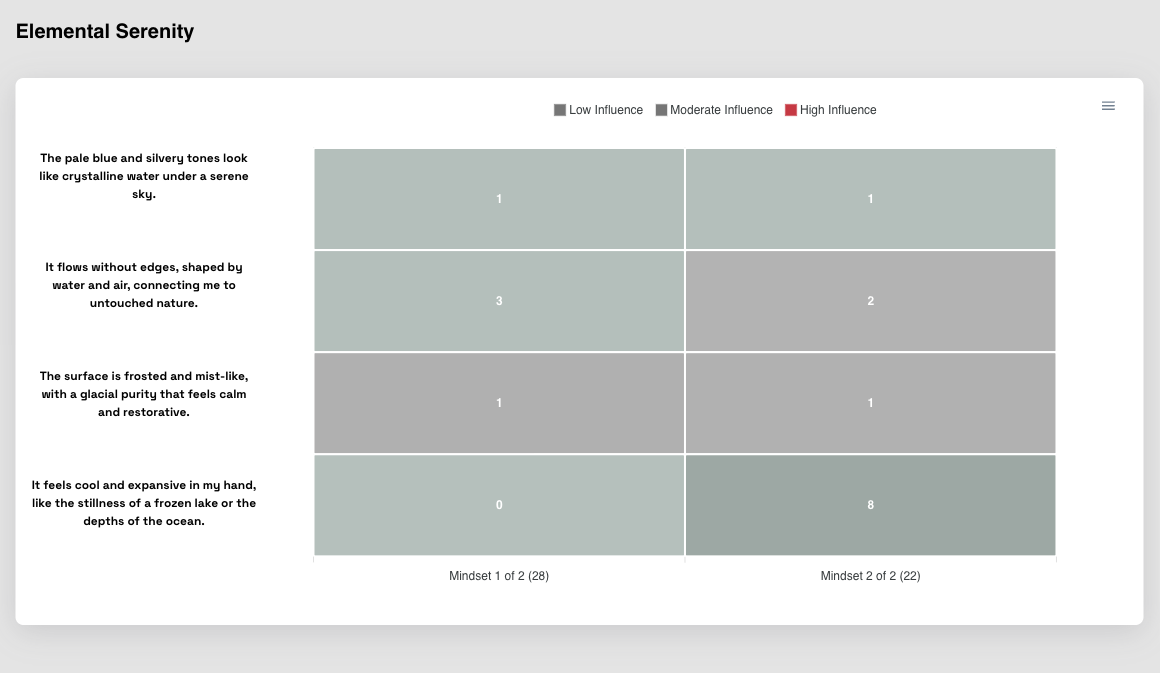 Elemental Serenity
Low Influence
Moderate Influence
High Influence
The pale blue and silvery tones look
like crystalline water under a serene
sky.
1
1
It flows without edges, shaped by
water and air, connecting me to
untouched nature.
3
2
The surface is frosted and mist-like,
with a glacial purity that feels calm
and restorative.
1
1
It feels cool and expansive in my hand,
like the stillness of a frozen lake or the
depths of the ocean.
0
8
Mindset 1 of 2 (28)
Mindset 2 of 2 (22)